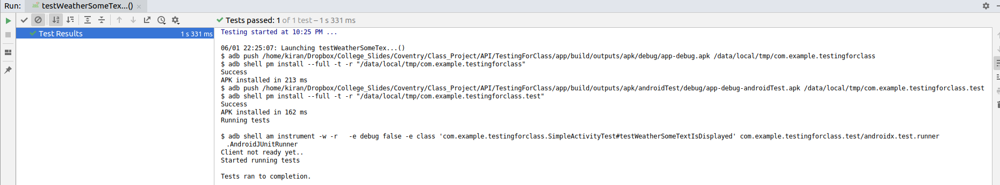 Run: testWeatherSomeTex...()
Tests passed: 1 of 1 test – 1 s 331 ms
Test Results 1 s 331 ms
Testing started at 10:25 PM ...
06/01 22:25:07: Launching testWeatherSomeTex...()
$ adb push /home/kiran/Dropbox/College_Slides/Coventry/Class_Project/API/TestingForClass/app/build/outputs/apk/debug/app-debug.apk /data/local/tmp/com.example.testingforclass
$ adb shell pm install --full -t -r "/data/local/tmp/com.example.testingforclass"
Success
APK installed in 213 ms
$ adb push /home/kiran/Dropbox/College_Slides/Coventry/Class_Project/API/TestingForClass/app/build/outputs/apk/androidTest/debug/app-debug-androidTest.apk /data/local/tmp/com.example.testingforclass.test
$ adb shell pm install --full -t -r "/data/local/tmp/com.example.testingforclass.test"
Success
APK installed in 162 ms
Running tests
$ adb shell am instrument -w -r   -e debug false -e class 'com.example.testingforclass.SimpleActivityTest#testWeatherSomeTextIsDisplayed' com.example.testingforclass.test/androidx.test.runner
.AndroidJUnitRunner
Client not ready yet..
Started running tests
Tests ran to completion.